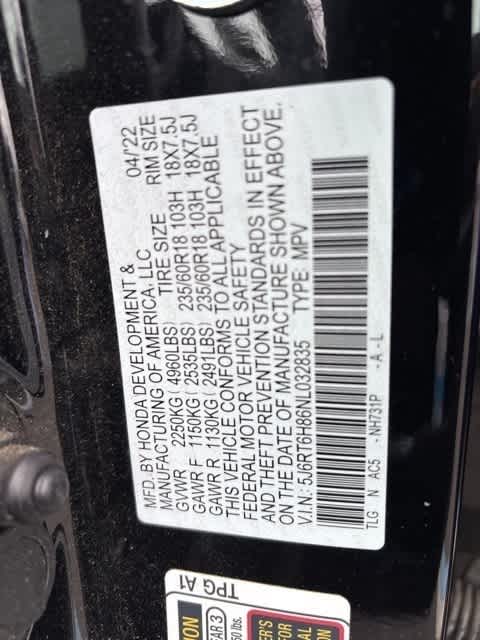 MFD. BY HONDA DEVELOPMENT &
MANUFACTURING OF AMERICA, LLC 04/'22
GVWR 2250KG ( 4960LBS) TIRE SIZE RIM SIZE
GAWR F 1150KG ( 2535LBS) 235/60R18 103H 18X7.5J
GAWR R 1130KG ( 2491LBS) 235/60R18 103H 18X7.5J
THIS VEHICLE CONFORMS TO ALL APPLICABLE
FEDERAL MOTOR VEHICLE SAFETY
AND THEFT PREVENTION STANDARDS IN EFFECT
ON THE DATE OF MANUFACTURE SHOWN ABOVE.
V.I.N.: 5J6RT6H86NL032835 TYPE: MPV
TLG N AC5 -NH731P -A-L
TPG A1